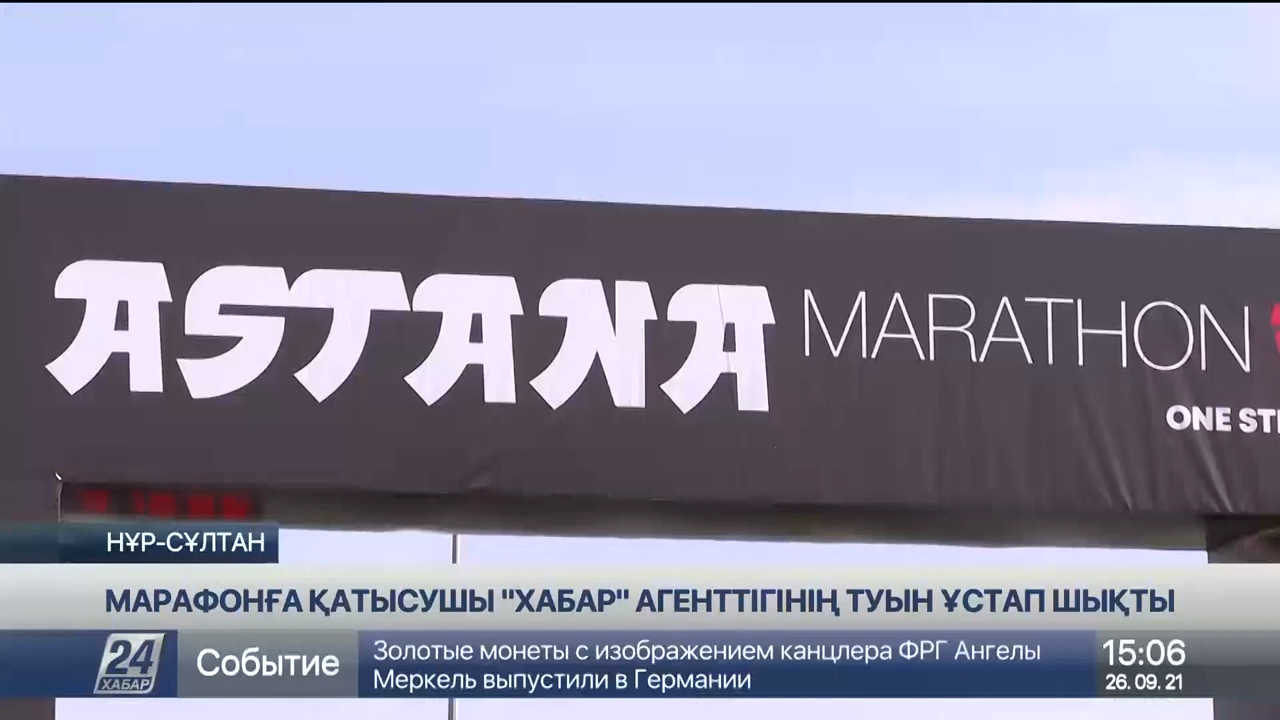 ASTANA MARATHON
ONE
НҰР-СҰЛТАН
МАРАФОНҒА ҚАТЫСУШЫ "ХАБАР" АГЕНТТІГІНІҢ ТУЫН ҰСТАП ШЫҚТЫ
24
ХАБАР
Событие
Золотые монеты с изображением канцлера ФРГ Ангелы
Меркель выпустили в Германии
15:06
26.09.21